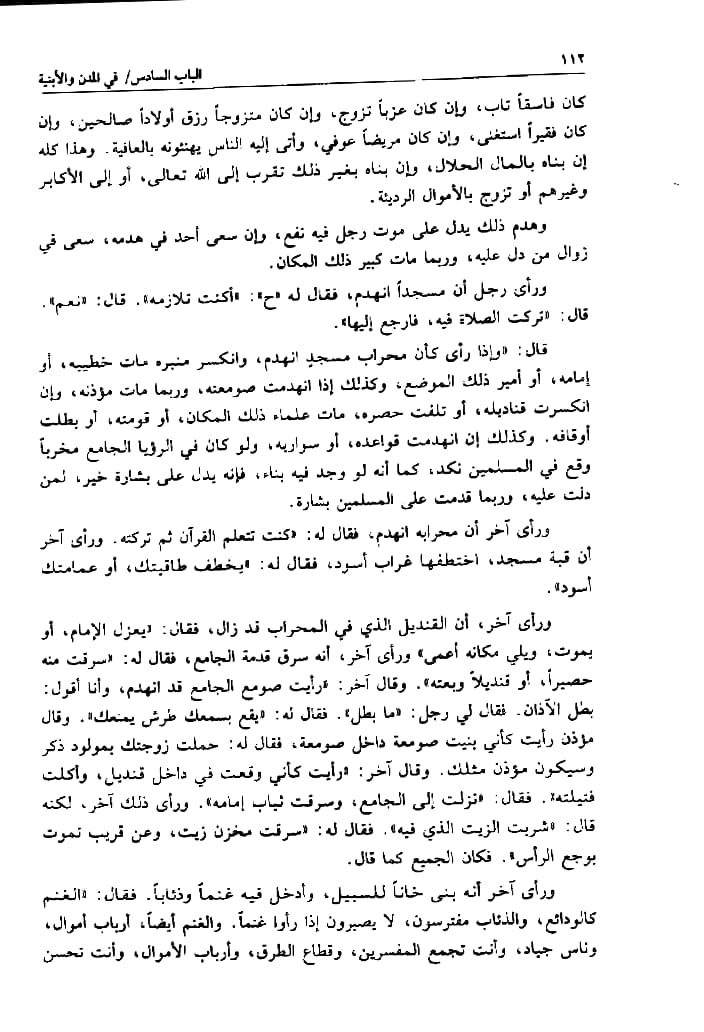 ١١٢
الباب السادس/ في المدن والأبنية
كان فاسقاً تاب، وإن كان عزباً تزوج، وإن كان متزوجاً رزق أولاداً صالحين، وإن
كان فقيراً استغنى، وإن كان مريضاً عوفي، وأتى إليه الناس يهنئونه بالعافية. وهذا كله
إن بناه بالمال الحلال، وإن بناه بغير ذلك تقرب إلى الله تعالى، أو إلى الأكابر
وغيرهم أو تزوج بالأموال الرديئة.
وهدم ذلك يدل على موت رجل فيه نفع، وإن سعى أحد في هدمه، سعى في
زوال من دل عليه، وربما مات كبير ذلك المكان.
ورأى رجل أن مسجداً انهدم، فقال له «ح»: «أكنت تلازمه». قال: «نعم».
قال: «تركت الصلاة فيه، فارجع إليها».
قال: «وإذا رأى كأن محراب مسجدٍ انهدم، وانكسر منبره مات خطيبه، أو
إمامه، أو أمير ذلك الموضع، وكذلك إذا انهدمت صومعته، وربما مات مؤذنه، وإن
انكسرت قناديله، أو تلفت حصره، مات علماء ذلك المكان، أو قومته، أو بطلت
أوقافه. وكذلك إن انهدمت قواعده، أو سواريه، ولو كان في الرؤيا الجامع مخرباً
وقع في المسلمين نكد، كما أنه لو وجد فيه بناء، فإنه يدل على بشارة خير، لمن
دلت عليه، وربما قدمت على المسلمين بشارة.
ورأى آخر أن محرابه انهدم، فقال له: «كنت تتعلم القرآن ثم تركته. ورأى آخر
أن قبة مسجد، اختطفها غراب أسود، فقال له: «يخطف طاقيتك، أو عمامتك
أسود».
ورأى آخر، أن القنديل الذي في المحراب قد زال، فقال: «يعزل الإمام، أو
يموت، ويلي مكانه أعمى» ورأى آخر، أنه سرق قدمة الجامع، فقال له: «سرقت منه
حصيراً، أو قنديلاً وبعته». وقال آخر: «رأيت صومع الجامع قد انهدم، وأنا أقول:
بطل الآذان. فقال لي رجل: «ما بطل». فقال له: «يقع بسمعك طرش يمنعك». وقال
مؤذن رأيت كأني بنيت صومعة داخل صومعة، فقال له: حملت زوجتك بمولود ذكر
وسيكون مؤذن مثلك. وقال آخر: «رأيت كأني وقعت في داخل قنديل، وأكلت
فتيلته». فقال: «نزلت إلى الجامع، وسرقت ثياب إمامه». ورأى ذلك آخر، لكنه
قال: «شربت الزيت الذي فيه». فقال له: «سرقت مخزن زيت، وعن قريب تموت
بوجع الرأس». فكان الجميع كما قال.
ورأى آخر أنه بنى خاناً للسبيل، وأدخل فيه غنماً وذئاباً. فقال: «الغنم
كالودائع، والذئاب مفترسون، لا يصبرون إذا رأوا غنماً. والغنم أيضاً، أرباب أموال،
وناس جياد، وأنت تجمع المفسرين، وقطاع الطرق، وأرباب الأموال، وأنت تحسن